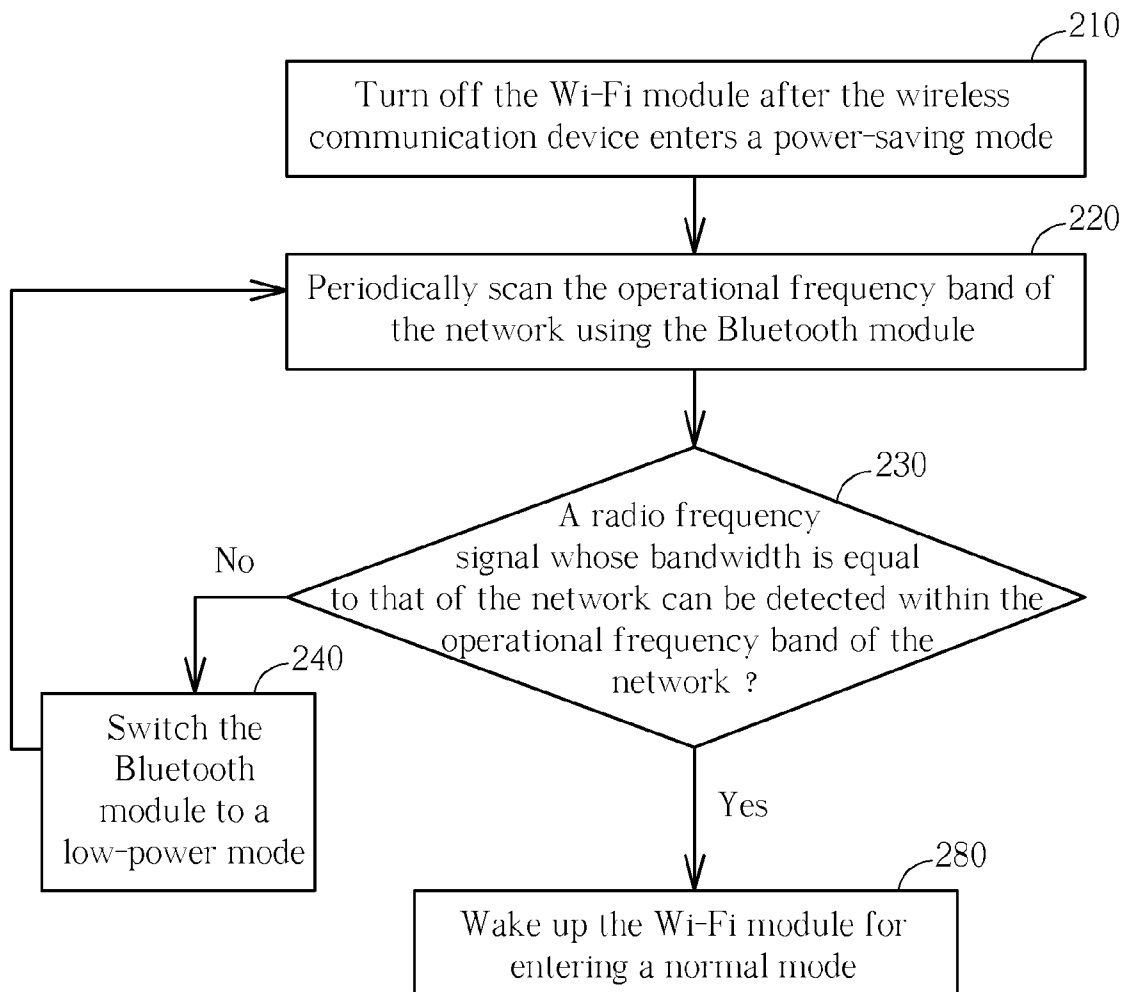 210
Turn off the Wi-Fi module after the wireless
communication device enters a power-saving mode
220
Periodically scan the operational frequency band of
the network using the Bluetooth module
230
A radio frequency
signal whose bandwidth is equal
to that of the network can be detected within the
operational frequency band of the
network ?
No
240
Switch the
Bluetooth
module to a
low-power mode
Yes
280
Wake up the Wi-Fi module for
entering a normal mode